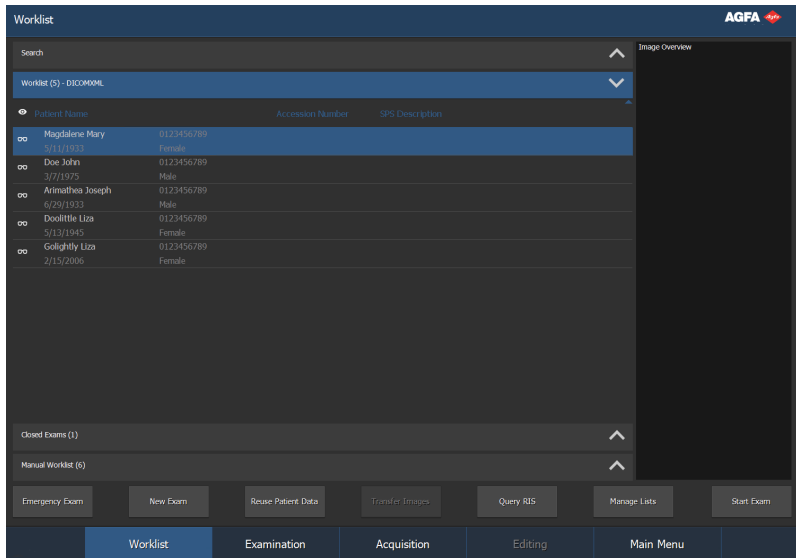 Worklist
AGFA Agfa
Search
Image Overview
Worklist (5) - DICOMXML
Patient Name Accession Number SPS Description
Magdalene Mary 0123456789
5/11/1933 Female
Doe John 0123456789
3/7/1975 Male
Arimathea Joseph 0123456789
6/29/1933 Male
Doolittle Liza 0123456789
5/13/1945 Female
Golightly Liza 0123456789
2/15/2006 Female
Closed Exams (1)
Manual Worklist (6)
Emergency Exam New Exam Reuse Patient Data Transfer Images Query RIS Manage Lists Start Exam
Worklist Examination Acquisition Editing Main Menu